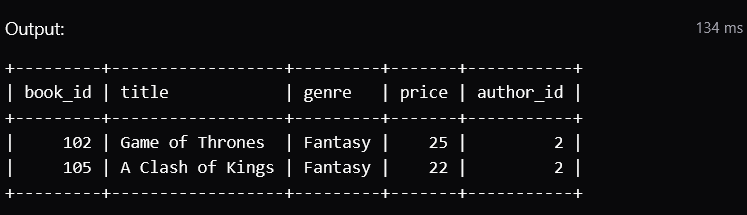 Output:
134 ms
+---------+-----------------+---------+-------+-----------+
| book_id | title           | genre   | price | author_id |
+---------+-----------------+---------+-------+-----------+
|     102 | Game of Thrones | Fantasy |    25 |         2 |
|     105 | A Clash of Kings | Fantasy |    22 |         2 |
+---------+-----------------+---------+-------+-----------+